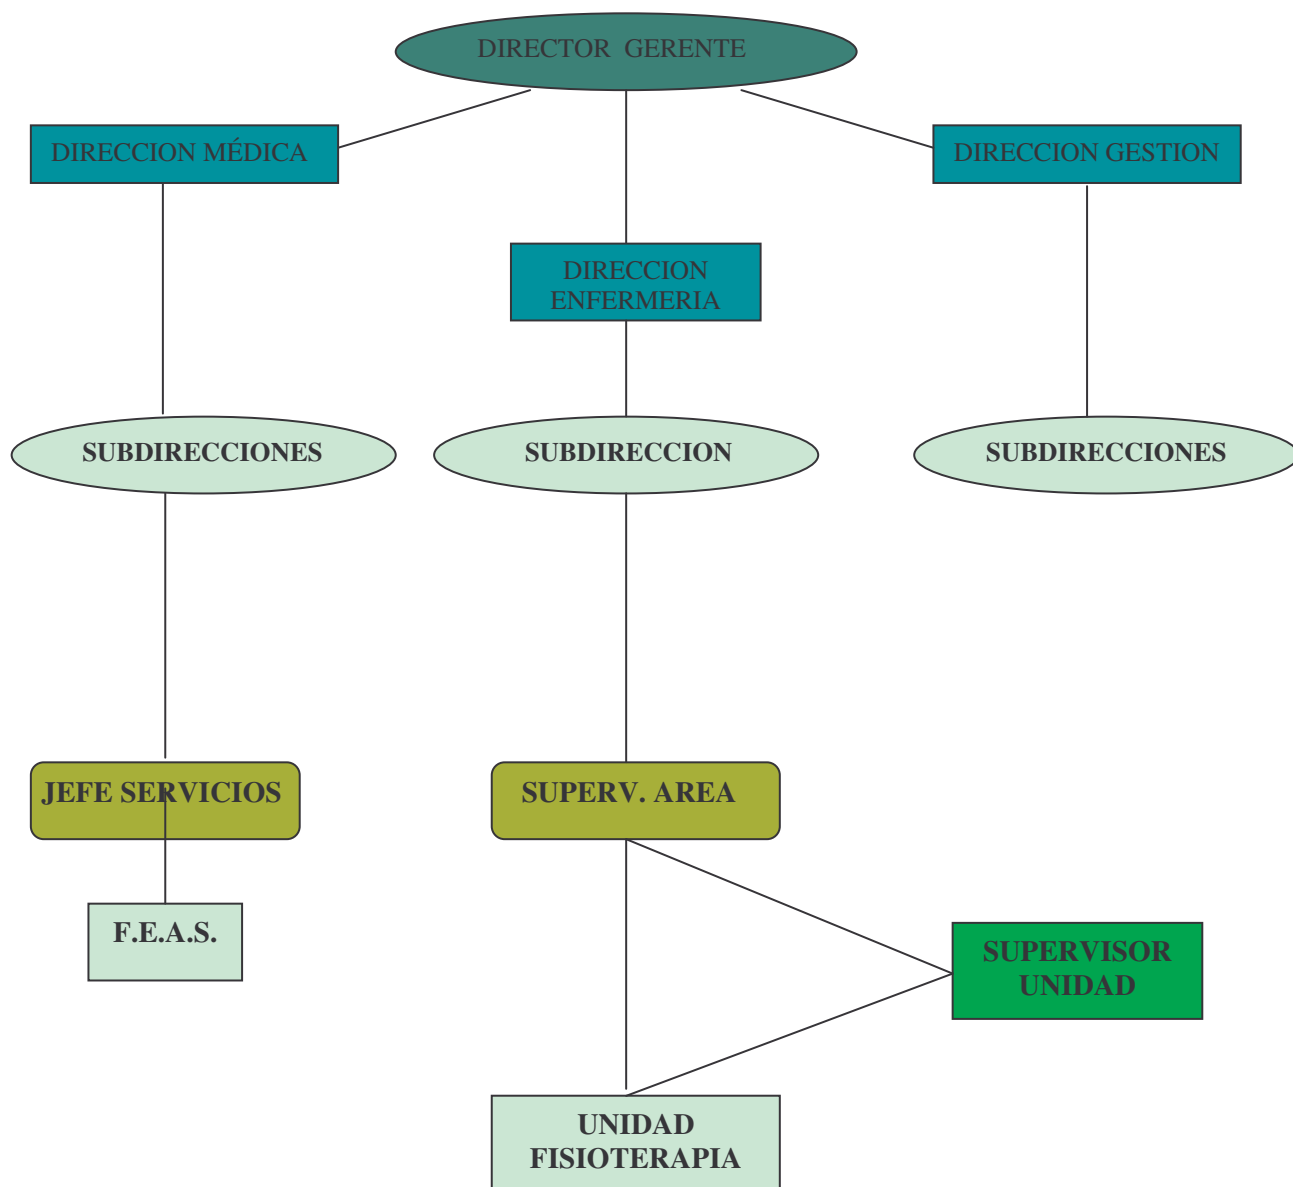 DIRECTOR GERENTE
DIRECCION MÉDICA
DIRECCION GESTION
DIRECCION
ENFERMERIA
SUBDIRECCIONES
SUBDIRECCION
SUBDIRECCIONES
JEFE SERVICIOS
SUPERV. AREA
F.E.A.S.
SUPERVISOR
UNIDAD
UNIDAD
FISIOTERAPIA